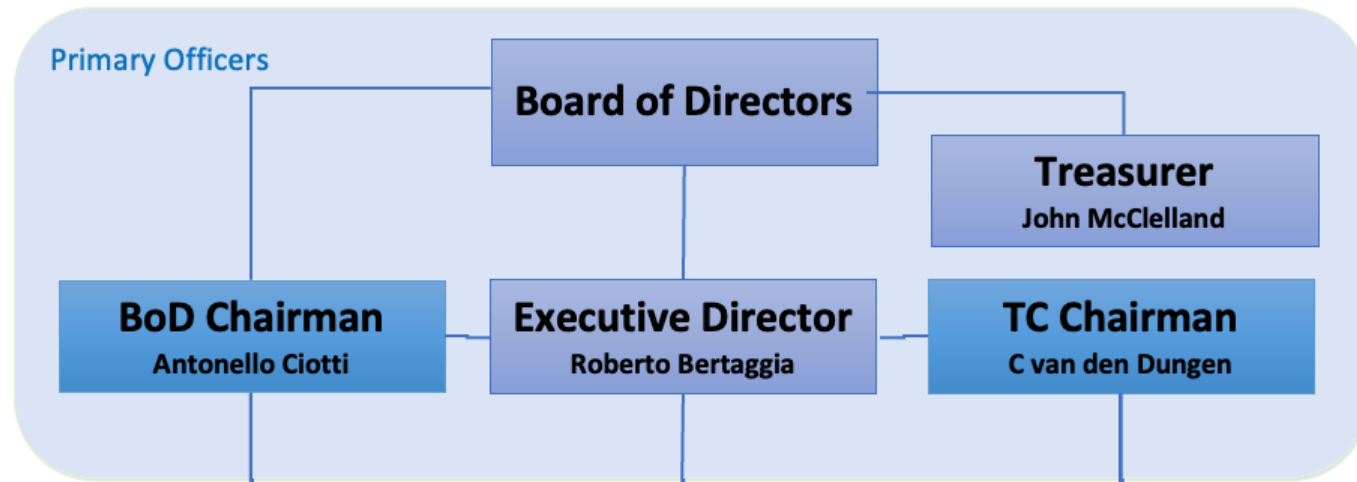 Primary Officers
Board of Directors
Treasurer
John McClelland
BoD Chairman
Antonello Ciotti
Executive Director
Roberto Bertaggia
TC Chairman
C van den Dungen